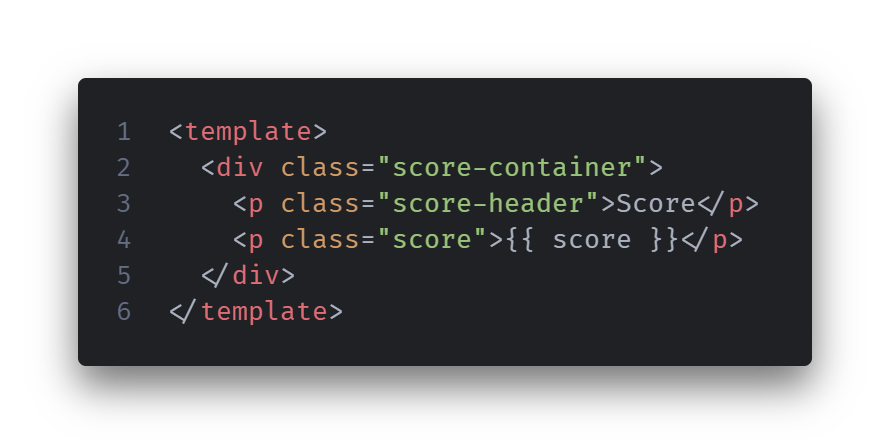 1 <template>
2 <div class="score-container">
3 <p class="score-header">Score</p>
4 <p class="score">{{ score }}</p>
5 </div>
6 </template>